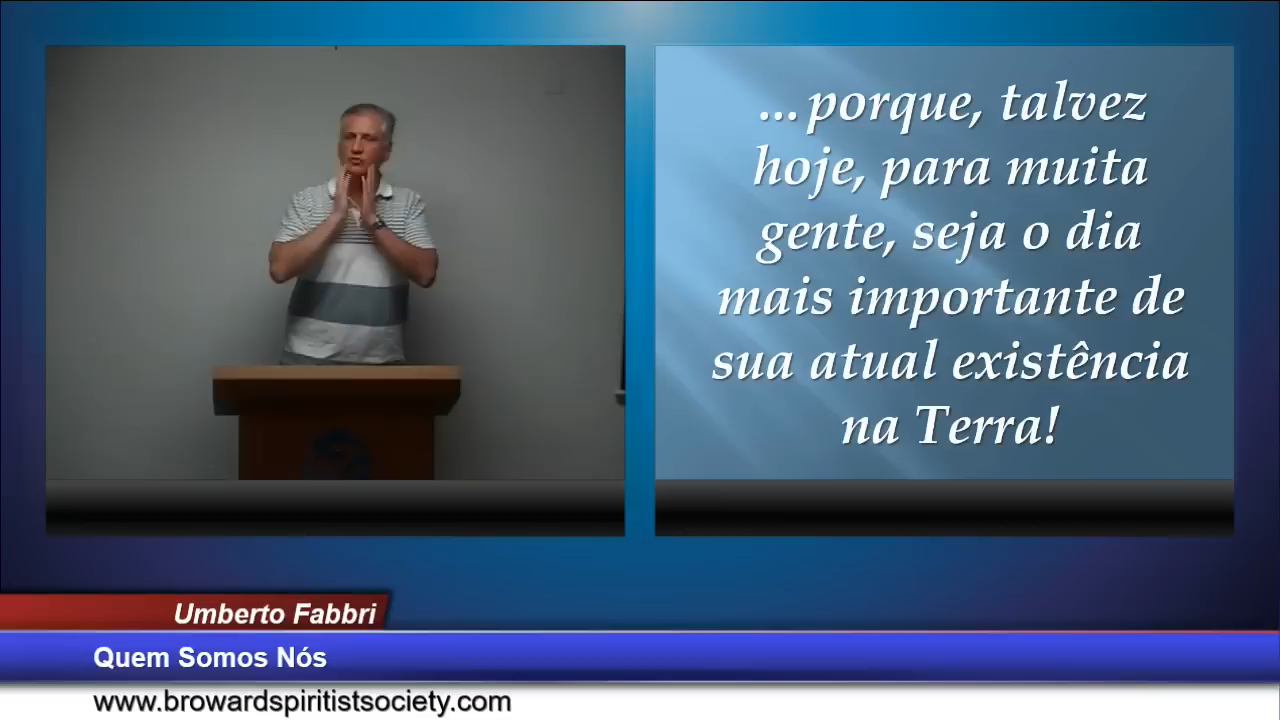 ...porque, talvez
hoje, para muita
gente, seja o dia
mais importante de
sua atual existência
na Terra!
Umberto Fabbri
Quem Somos Nós
www.browardspiritistsociety.com